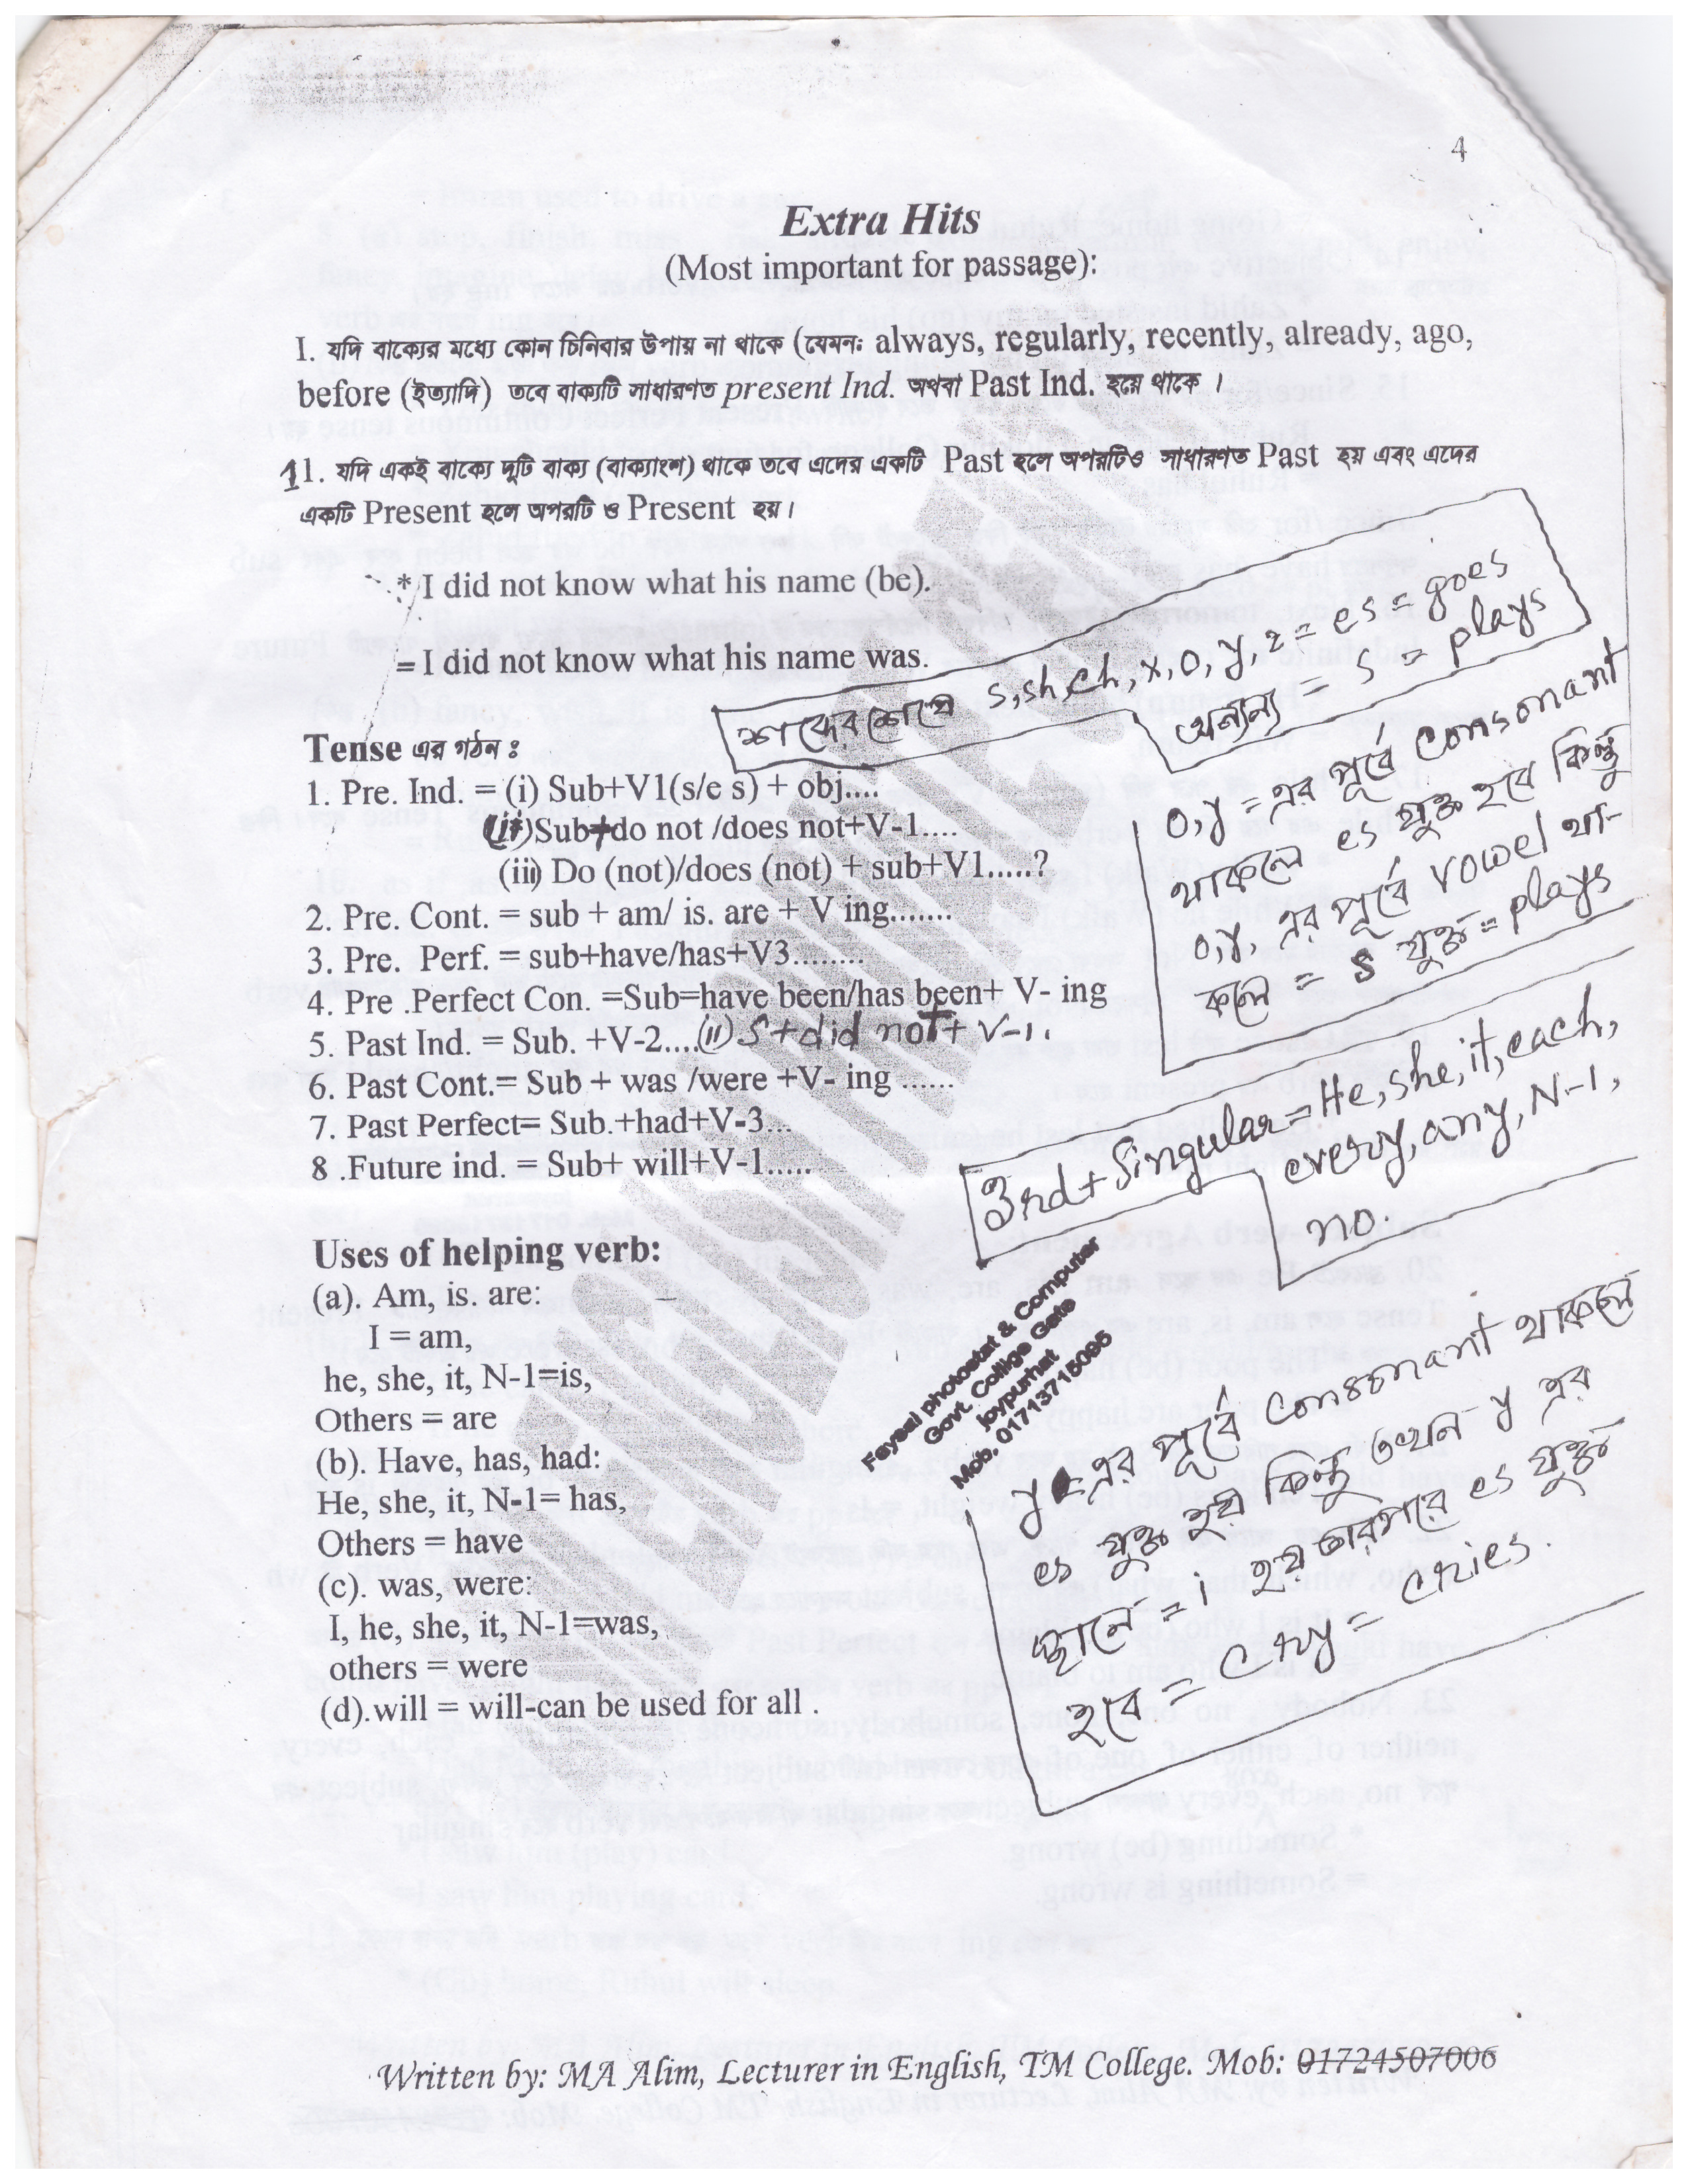 4
Extra Hits
(Most important for passage):
I. যদি বাক্যের মধ্যে কোন চিনিবার উপায় না থাকে (যেমনঃ always, regularly, recently, already, ago,
before (ইত্যাদি) তবে বাক্যটি সাধারণত present Ind. অথবা Past Ind. হয়ে থাকে ।
11. যদি একই বাক্যে দুটি বাক্য (বাক্যাংশ) থাকে তবে এদের একটি Past হলে অপরটিও সাধারণত Past হয় এবং এদের
একটি Present হলে অপরটি ও Present হয়।
* I did not know what his name (be).
= I did not know what his name was.
শব্দের শেষে s, sh, ch, x, o, y, z = es = goes
অন্যান্য = s = plays
Tense এর গঠন ঃ
1. Pre. Ind. = (i) Sub+V1(s/e s) + obj....
(ii) Sub+do not /does not+V-1....
(iii) Do (not)/does (not) + sub+V1.....?
2. Pre. Cont. = sub + am/ is. are + V ing.......
3. Pre. Perf. = sub+have/has+V3........
4. Pre .Perfect Con. =Sub=have been/has been+ V- ing
5. Past Ind. = Sub. +V-2....(ii) S+did not+ V-1.
6. Past Cont.= Sub + was /were +V- ing ......
7. Past Perfect= Sub.+had+V-3...
8 .Future ind. = Sub+ will+V-1.....
o, y = এর পূর্বে consonant
থাকলে es যুক্ত হবে কিন্তু
o, y, এর পূর্বে vowel থা-
কলে = s যুক্ত = plays
3rd+Singular = He, she, it, each,
every, any, N-1,
no.
Uses of helping verb:
(a). Am, is. are:
I = am,
he, she, it, N-1=is,
Others = are
(b). Have, has, had:
He, she, it, N-1= has,
Others = have
(c). was, were:
I, he, she, it, N-1=was,
others = were
(d).will = will-can be used for all .
Faysal photostat & Computer
Govt. Collige Gate
joypurhat
Mob. 01713715095
y এর পূর্বে consonant থাকলে
es যুক্ত হয় কিন্তু তখন y এর
স্থানে = i হয় তারপরে es যুক্ত
হবে = cry = cries.
Written by: MA Alim, Lecturer in English, TM College. Mob: 01724507006